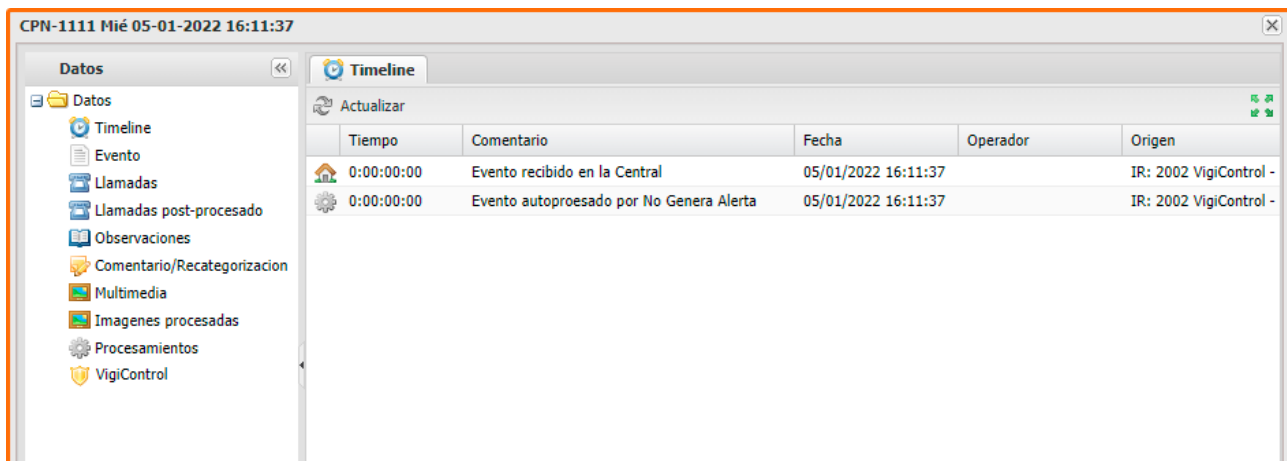 CPN-1111 Mié 05-01-2022 16:11:37
Datos
Datos
Timeline
Evento
Llamadas
Llamadas post-procesado
Observaciones
Comentario/Recategorizacion
Multimedia
Imagenes procesadas
Procesamientos
VigiControl
Timeline
Actualizar
Tiempo Comentario Fecha Operador Origen
0:00:00:00 Evento recibido en la Central 05/01/2022 16:11:37 IR: 2002 VigiControl -
0:00:00:00 Evento autoproesado por No Genera Alerta 05/01/2022 16:11:37 IR: 2002 VigiControl -